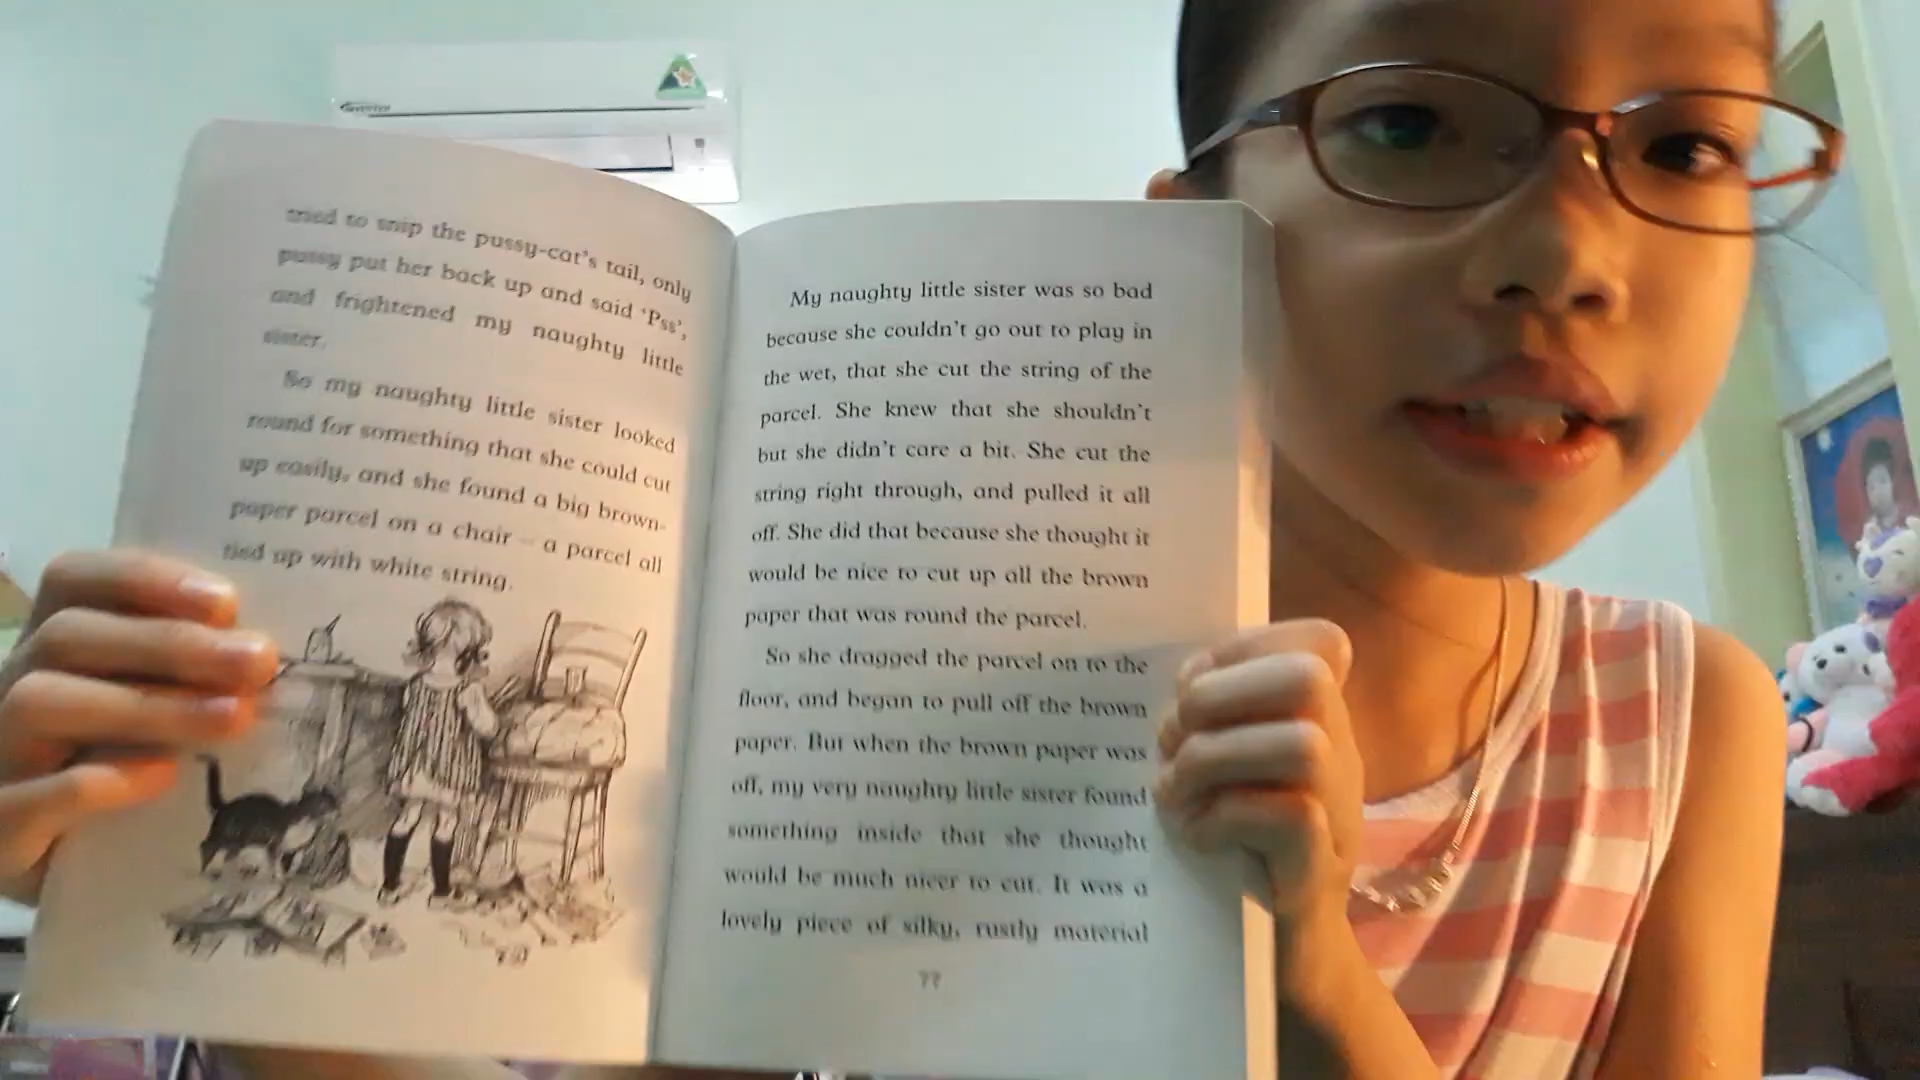 INVERTER
tried to snip the pussy-cat's tail, only
pussy put her back up and said 'Pss',
and frightened my naughty little
sister.
So my naughty little sister looked
round for something that she could cut
up easily, and she found a big brown-
paper parcel on a chair – a parcel all
tied up with white string.
My naughty little sister was so bad
because she couldn't go out to play in
the wet, that she cut the string of the
parcel. She knew that she shouldn't
but she didn't care a bit. She cut the
string right through, and pulled it all
off. She did that because she thought it
would be nice to cut up all the brown
paper that was round the parcel.
So she dragged the parcel on to the
floor, and began to pull off the brown
paper. But when the brown paper was
off, my very naughty little sister found
something inside that she thought
would be much nicer to cut. It was a
lovely piece of silky, rustly material
77